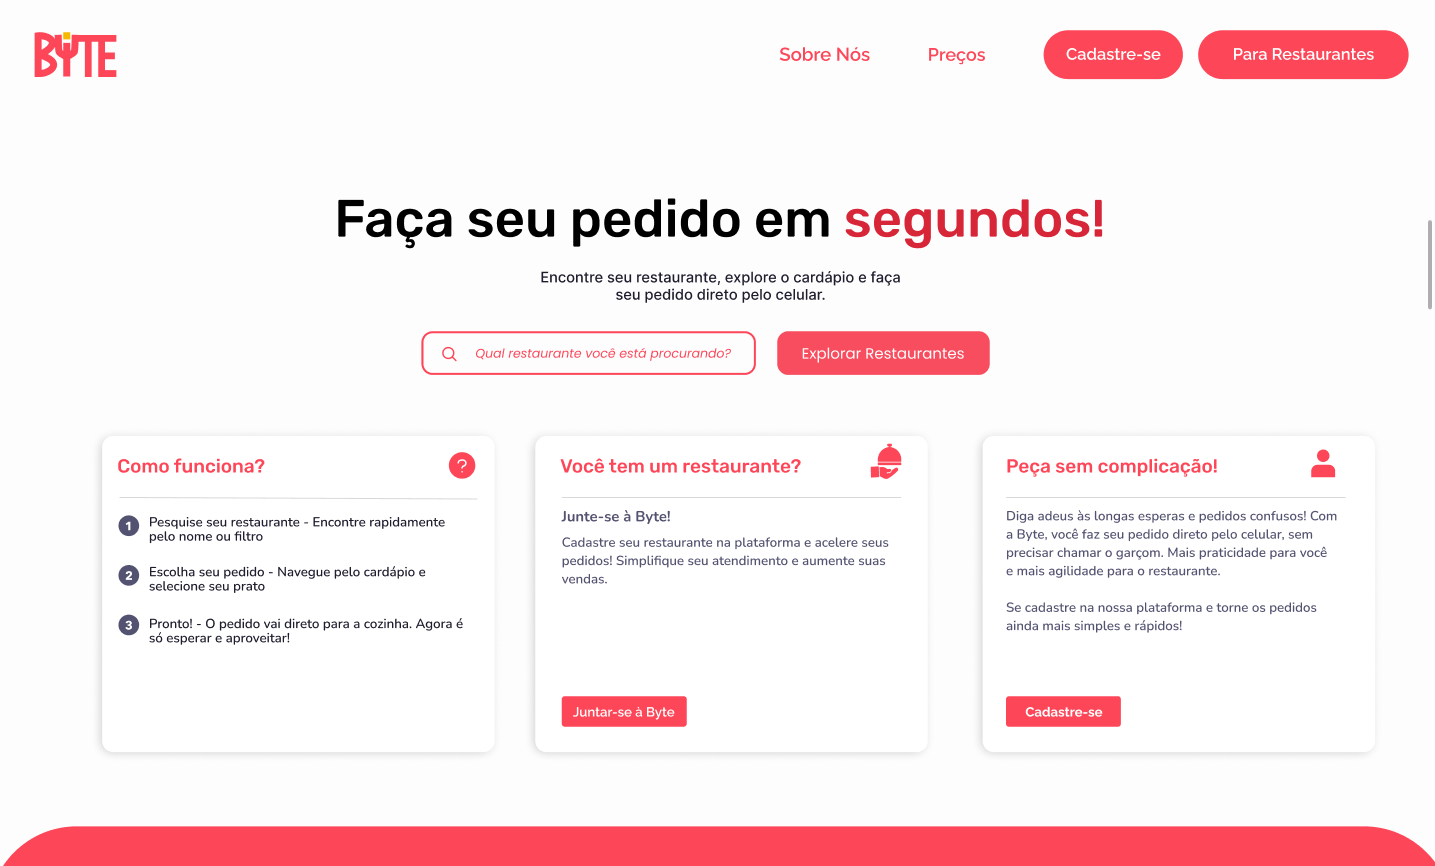 BYTE
Sobre Nós
Preços
Cadastre-se
Para Restaurantes
Faça seu pedido em segundos!
Encontre seu restaurante, explore o cardápio e faça
seu pedido direto pelo celular.
Qual restaurante você está procurando?
Explorar Restaurantes
Como funciona?
?
1
Pesquise seu restaurante - Encontre rapidamente
pelo nome ou filtro
2
Escolha seu pedido - Navegue pelo cardápio e
selecione seu prato
3
Pronto! - O pedido vai direto para a cozinha. Agora é
só esperar e aproveitar!
Você tem um restaurante?
Junte-se à Byte!
Cadastre seu restaurante na plataforma e acelere seus
pedidos! Simplifique seu atendimento e aumente suas
vendas.
Juntar-se à Byte
Peça sem complicação!
Diga adeus às longas esperas e pedidos confusos! Com
a Byte, você faz seu pedido direto pelo celular, sem
precisar chamar o garçom. Mais praticidade para você
e mais agilidade para o restaurante.
Se cadastre na nossa plataforma e torne os pedidos
ainda mais simples e rápidos!
Cadastre-se